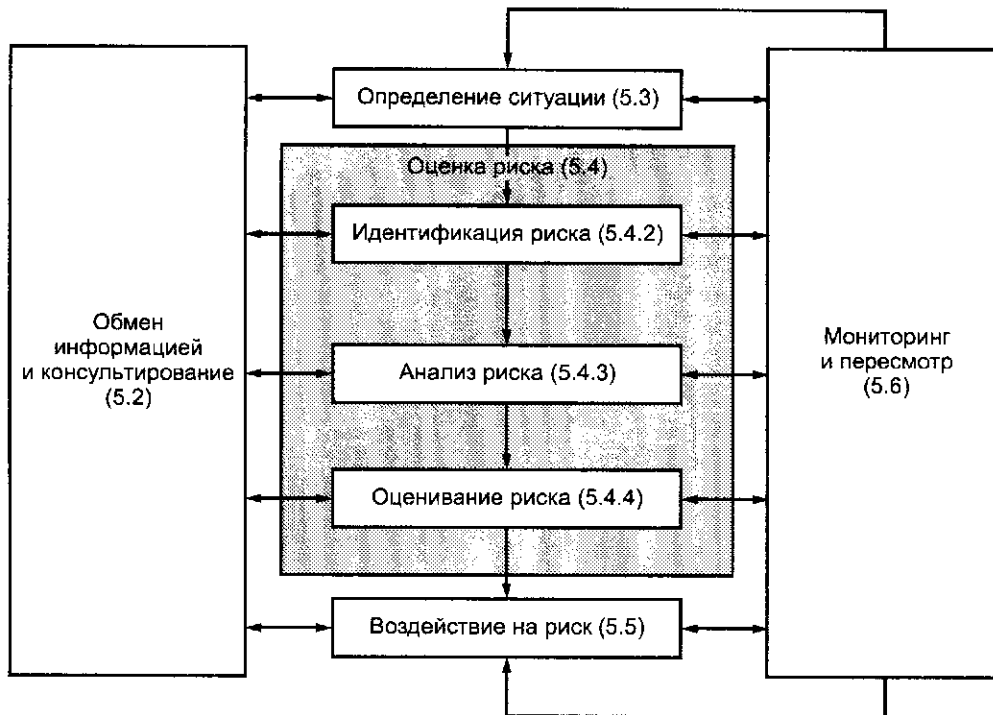 Определение ситуации (5.3)
Оценка риска (5.4)
Идентификация риска (5.4.2)
Обмен
информацией
и консультирование
(5.2)
Анализ риска (5.4.3)
Мониторинг
и пересмотр
(5.6)
Оценивание риска (5.4.4)
Воздействие на риск (5.5)